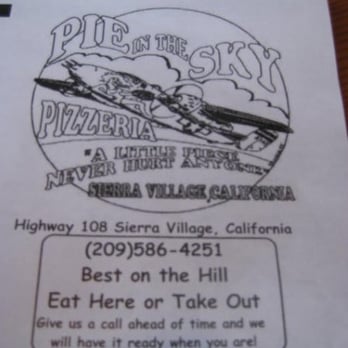 PIE IN THE SKY
PIZZERIA
"A LITTLE PIECE
NEVER HURT ANYONE"
SIERRA VILLAGE, CALIFORNIA
Highway 108 Sierra Village, California
(209)586-4251
Best on the Hill
Eat Here or Take Out
Give us a call ahead of time and we
will have it ready when you are!